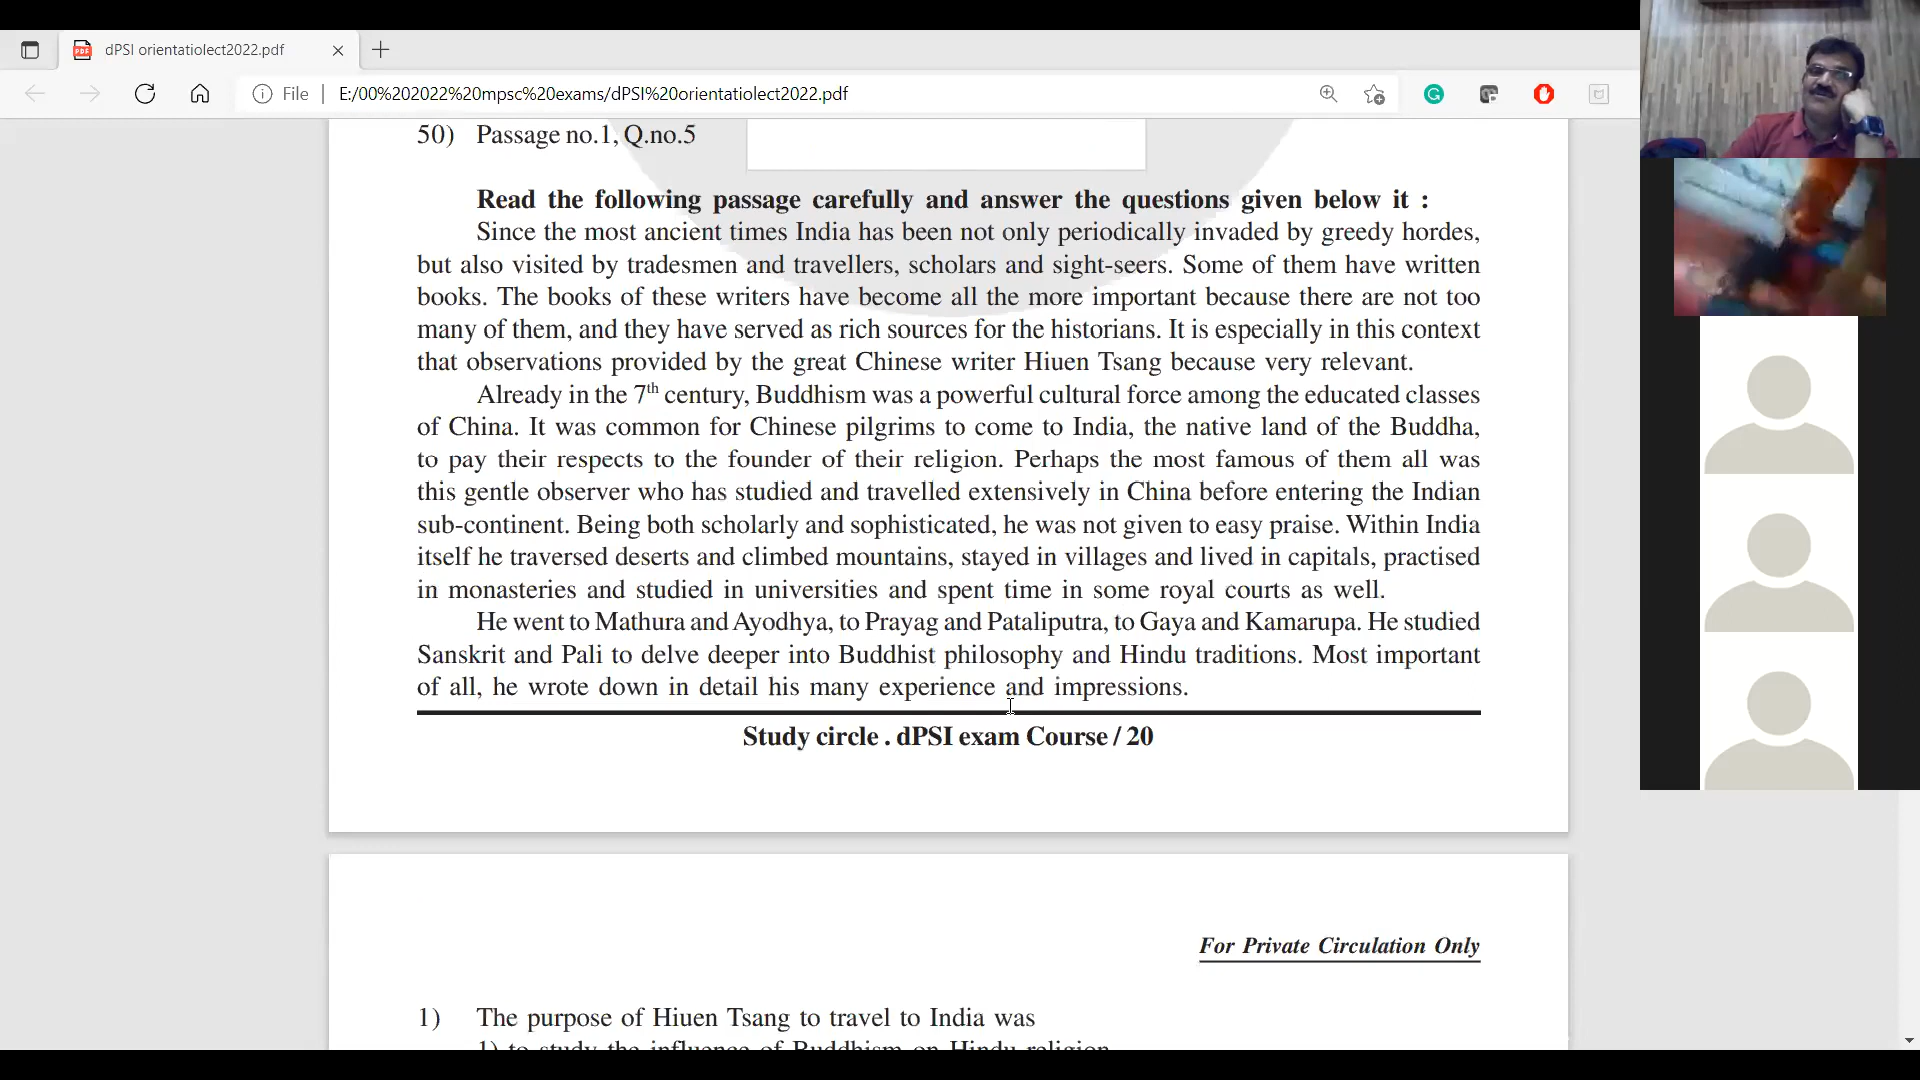 dPSI orientatiolect2022.pdf
File
E:/00%202022%20mpsc%20exams/dPSI%20orientatiolect2022.pdf
50) Passage no.1, Q.no.5
Read the following passage carefully and answer the questions given below it :
Since the most ancient times India has been not only periodically invaded by greedy hordes,
but also visited by tradesmen and travellers, scholars and sight-seers. Some of them have written
books. The books of these writers have become all the more important because there are not too
many of them, and they have served as rich sources for the historians. It is especially in this context
that observations provided by the great Chinese writer Hiuen Tsang because very relevant.
Already in the 7th century, Buddhism was a powerful cultural force among the educated classes
of China. It was common for Chinese pilgrims to come to India, the native land of the Buddha,
to pay their respects to the founder of their religion. Perhaps the most famous of them all was
this gentle observer who has studied and travelled extensively in China before entering the Indian
sub-continent. Being both scholarly and sophisticated, he was not given to easy praise. Within India
itself he traversed deserts and climbed mountains, stayed in villages and lived in capitals, practised
in monasteries and studied in universities and spent time in some royal courts as well.
He went to Mathura and Ayodhya, to Prayag and Pataliputra, to Gaya and Kamarupa. He studied
Sanskrit and Pali to delve deeper into Buddhist philosophy and Hindu traditions. Most important
of all, he wrote down in detail his many experience and impressions.
Study circle . dPSI exam Course / 20
For Private Circulation Only
1) The purpose of Hiuen Tsang to travel to India was
1) to study the influence of Buddhism on Hindu religion